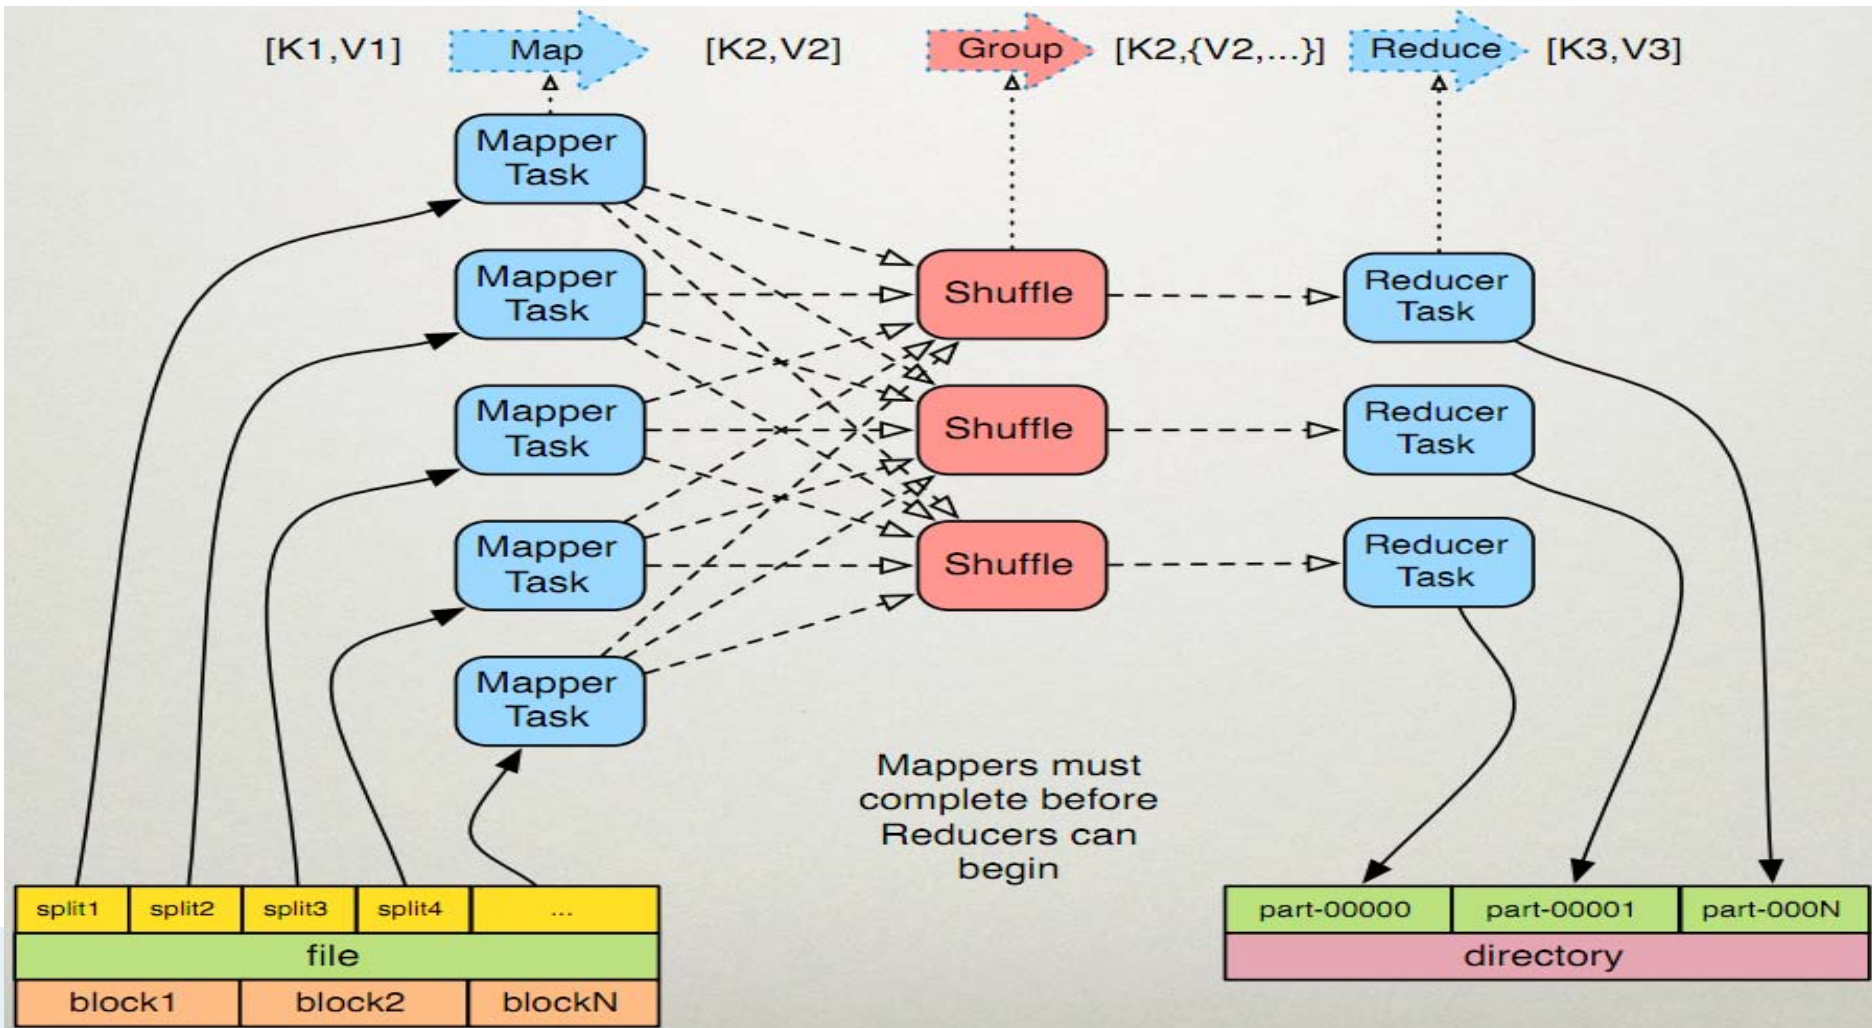 [K1,V1] Map [K2,V2] Group [K2,{V2,...}] Reduce [K3,V3]
Mapper
Task
Mapper
Task
Mapper
Task
Mapper
Task
Mapper
Task
Shuffle
Shuffle
Shuffle
Reducer
Task
Reducer
Task
Reducer
Task
Mappers must
complete before
Reducers can
begin
split1 split2 split3 split4 ...
file
block1 block2 blockN
part-00000 part-00001 part-000N
directory